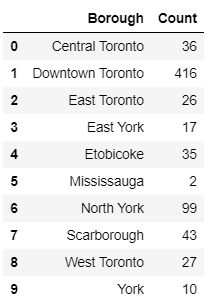 Borough Count
0 Central Toronto 36
1 Downtown Toronto 416
2 East Toronto 26
3 East York 17
4 Etobicoke 35
5 Mississauga 2
6 North York 99
7 Scarborough 43
8 West Toronto 27
9 York 10